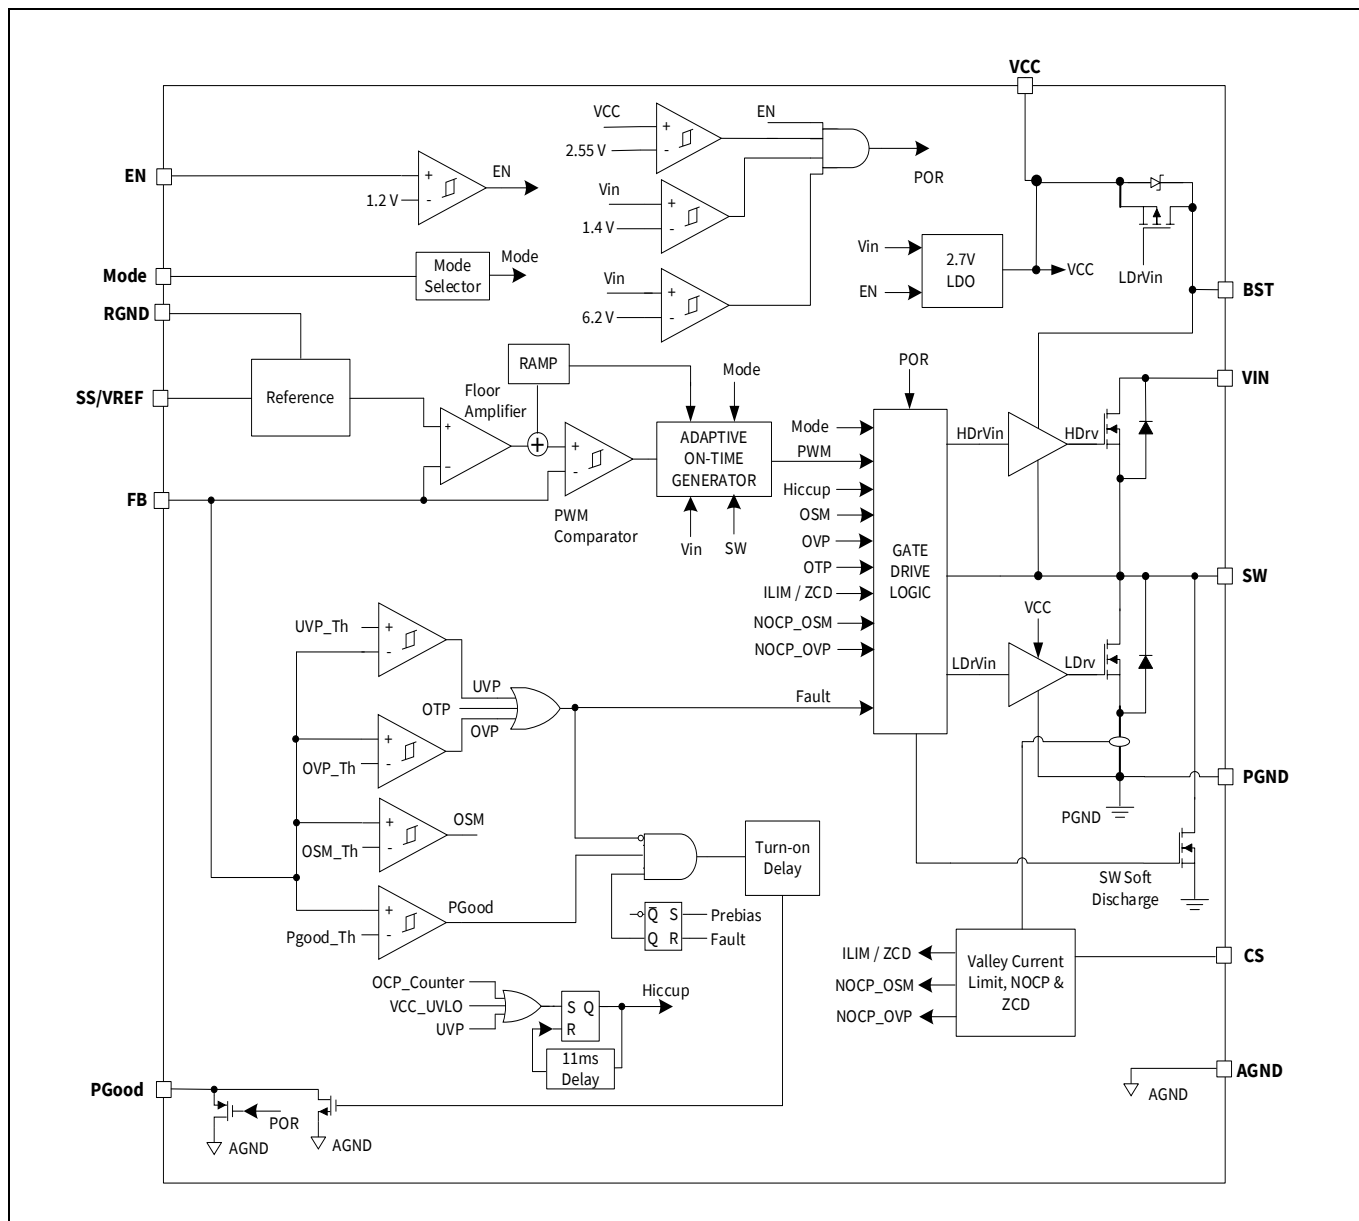 VCC
VCC
+
2.55 V
-
EN
POR
EN
+
1.2 V
-
EN
Vin
+
1.4 V
-
LDrVin
Mode
Mode
Selector
Mode
Vin
+
6.2 V
-
Vin
EN
2.7V
LDO
VCC
BST
RGND
RAMP
Mode
POR
VIN
SS/VREF
Reference
Floor
Amplifier
+
-
+
+
-
PWM
Comparator
ADAPTIVE
ON-TIME
GENERATOR
Vin
SW
FB
Mode
PWM
Hiccup
OSM
OVP
OTP
ILIM / ZCD
NOCP_OSM
NOCP_OVP
Fault
GATE
DRIVE
LOGIC
HDrVin
HDrv
SW
VCC
LDrVin
LDrv
UVP_Th
+
-
UVP
OTP
OVP
+
OVP_Th
-
PGND
PGND
+
OSM_Th
-
OSM
Turn-on
Delay
SW Soft
Discharge
+
Pgood_Th
-
PGood
Q S
Q R
Prebias
Fault
ILIM / ZCD
NOCP_OSM
NOCP_OVP
Valley Current
Limit, NOCP &
ZCD
CS
OCP_Counter
VCC_UVLO
UVP
S Q
R
11ms
Delay
Hiccup
AGND
AGND
PGood
POR
AGND
AGND